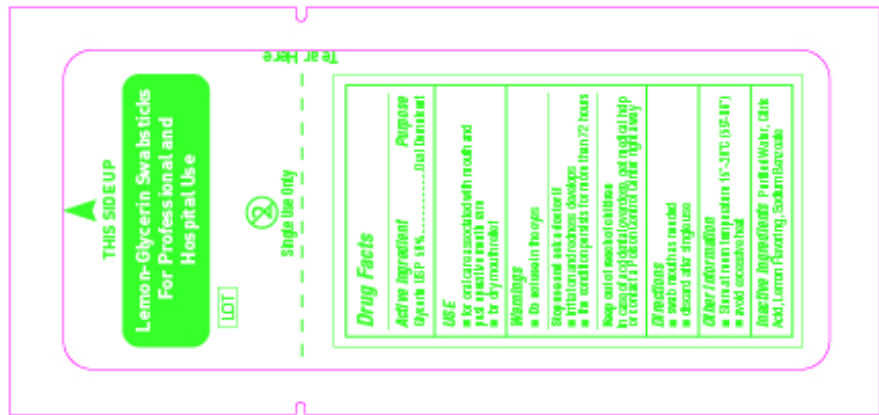 Tear Here
THIS SIDE UP
Lemon-Glycerin Swabsticks
For Professional and
Hospital Use
LOT
2
Single Use Only
Drug Facts
Active Ingredient Purpose
Glycerin USP 50%..............Oral Demulcent
USE
■ for oral care associated with mouth and
post operative mouth care
■ for dry mouth relief
Warnings
■ Do not use in the eyes
Stop use and ask a doctor if
■ irritation and redness develops
■ the condition persists for more than 72 hours
Keep out of reach of children
In case of accidental overdose, get medical help
or contact a Poison Control Center right away
Directions
■ swab mouth as needed
■ discard after single use
Other Information
■ Store at room temperature 15°-30°C (59°-86°)
■ avoid excessive heat
Inactive Ingredients Purified Water, Citric
Acid, Lemon Flavoring, Sodium Benzoate